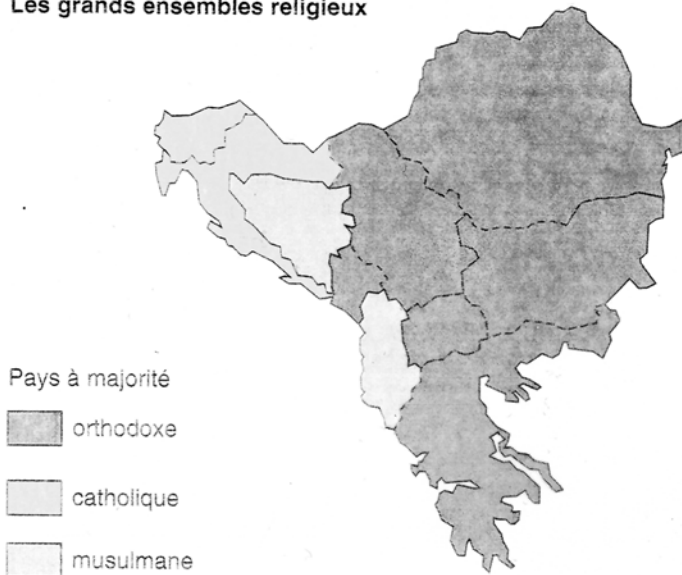 Les grands ensembles religieux
Pays à majorité
orthodoxe
catholique
musulmane